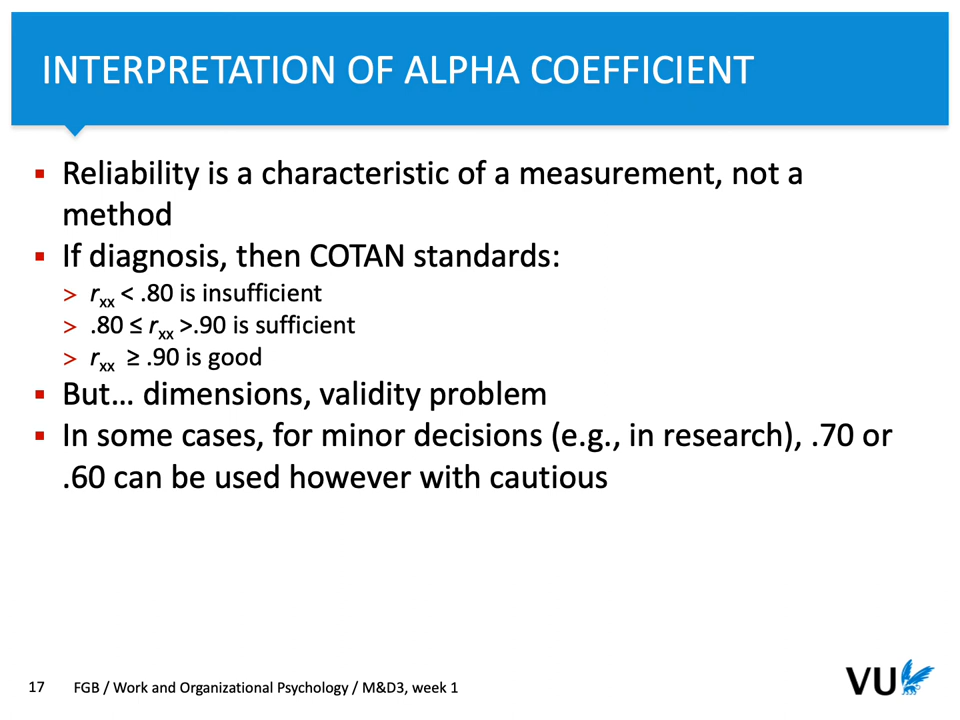 INTERPRETATION OF ALPHA COEFFICIENT
▪ Reliability is a characteristic of a measurement, not a
method
▪ If diagnosis, then COTAN standards:
> rxx < .80 is insufficient
> .80 ≤ rxx >.90 is sufficient
> rxx ≥ .90 is good
▪ But... dimensions, validity problem
▪ In some cases, for minor decisions (e.g., in research), .70 or
.60 can be used however with cautious
17 FGB / Work and Organizational Psychology / M&D3, week 1
VU